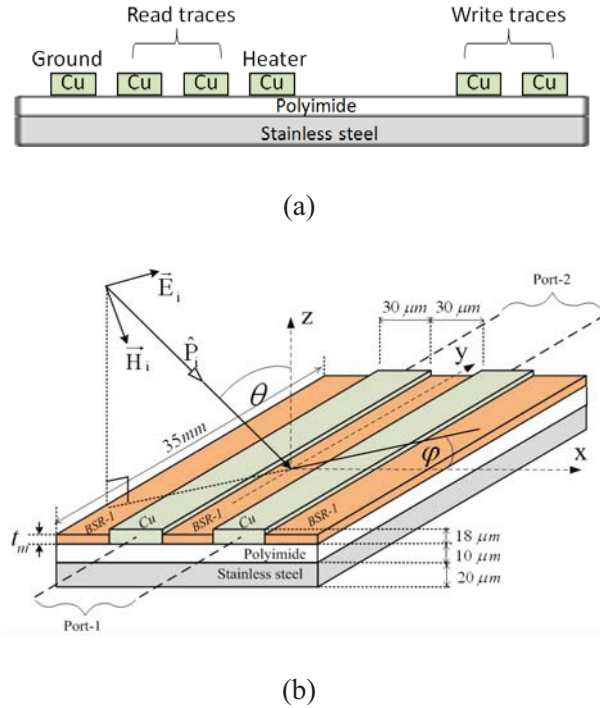 Read traces Write traces
Ground Heater
Cu Cu Cu Cu Cu Cu
Polyimide
Stainless steel
(a)
Port-2
E⃗ i
30 μm 30 μm
z
H⃗ i
P̂ i
y
θ
35mm
x
φ
BSR-1 Cu BSR-1 Cu BSR-1
tm
18 μm
Polyimide
10 μm
Stainless steel
20 μm
Port-1
(b)